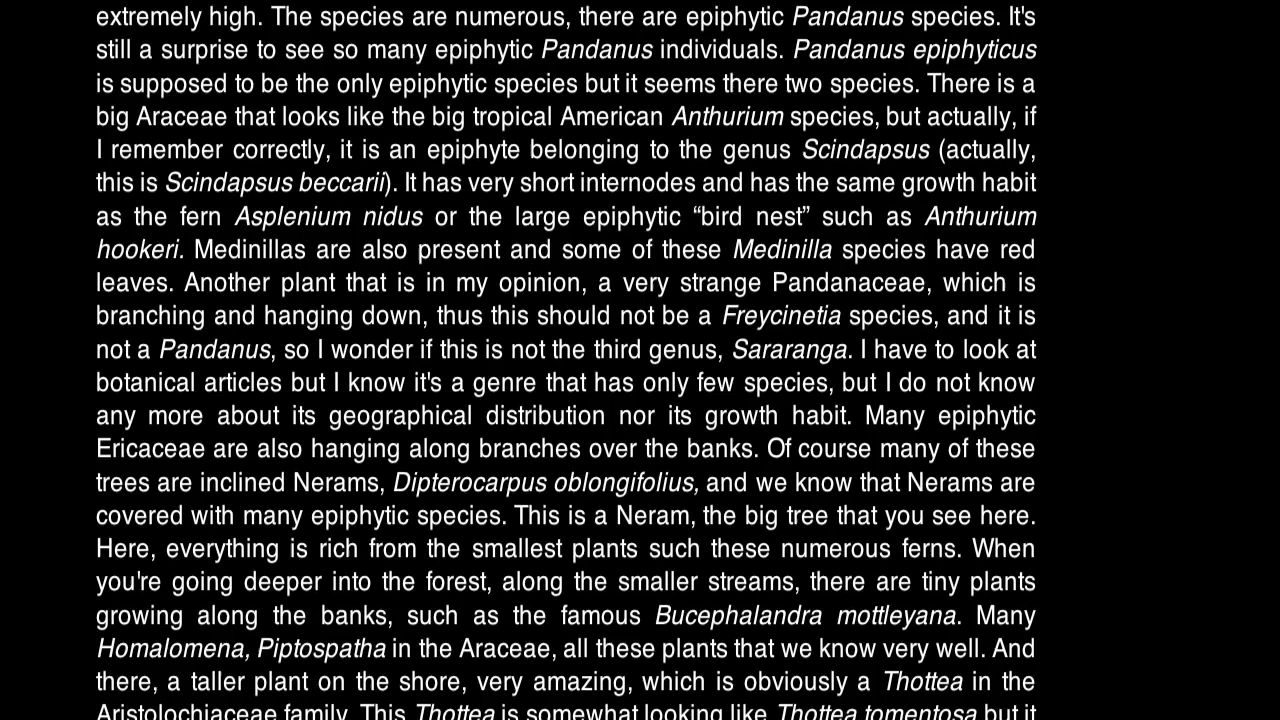 extremely high. The species are numerous, there are epiphytic Pandanus species. It's
still a surprise to see so many epiphytic Pandanus individuals. Pandanus epiphyticus
is supposed to be the only epiphytic species but it seems there two species. There is a
big Araceae that looks like the big tropical American Anthurium species, but actually, if
I remember correctly, it is an epiphyte belonging to the genus Scindapsus (actually,
this is Scindapsus beccarii). It has very short internodes and has the same growth habit
as the fern Asplenium nidus or the large epiphytic “bird nest” such as Anthurium
hookeri. Medinillas are also present and some of these Medinilla species have red
leaves. Another plant that is in my opinion, a very strange Pandanaceae, which is
branching and hanging down, thus this should not be a Freycinetia species, and it is
not a Pandanus, so I wonder if this is not the third genus, Sararanga. I have to look at
botanical articles but I know it's a genre that has only few species, but I do not know
any more about its geographical distribution nor its growth habit. Many epiphytic
Ericaceae are also hanging along branches over the banks. Of course many of these
trees are inclined Nerams, Dipterocarpus oblongifolius, and we know that Nerams are
covered with many epiphytic species. This is a Neram, the big tree that you see here.
Here, everything is rich from the smallest plants such these numerous ferns. When
you're going deeper into the forest, along the smaller streams, there are tiny plants
growing along the banks, such as the famous Bucephalandra mottleyana. Many
Homalomena, Piptospatha in the Araceae, all these plants that we know very well. And
there, a taller plant on the shore, very amazing, which is obviously a Thottea in the
Aristolochiaceae family. This Thottea is somewhat looking like Thottea tomentosa but it